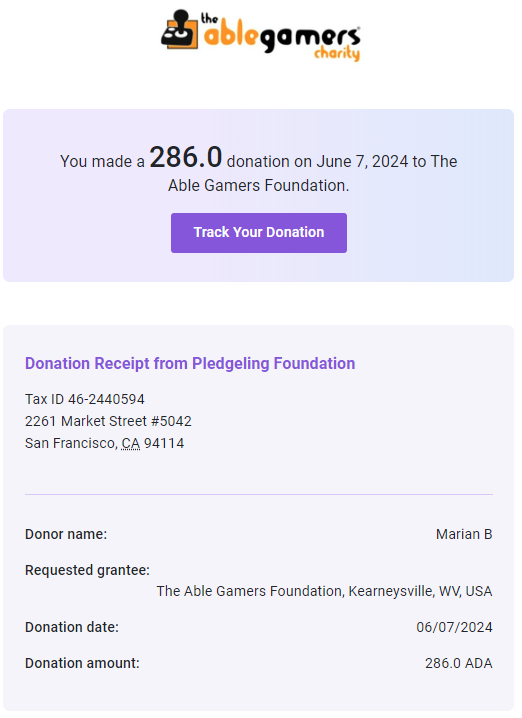 the
ablegamers
charity
You made a 286.0 donation on June 7, 2024 to The
Able Gamers Foundation.
Track Your Donation
Donation Receipt from Pledgeling Foundation
Tax ID 46-2440594
2261 Market Street #5042
San Francisco, CA 94114
Donor name: Marian B
Requested grantee:
The Able Gamers Foundation, Kearneysville, WV, USA
Donation date: 06/07/2024
Donation amount: 286.0 ADA